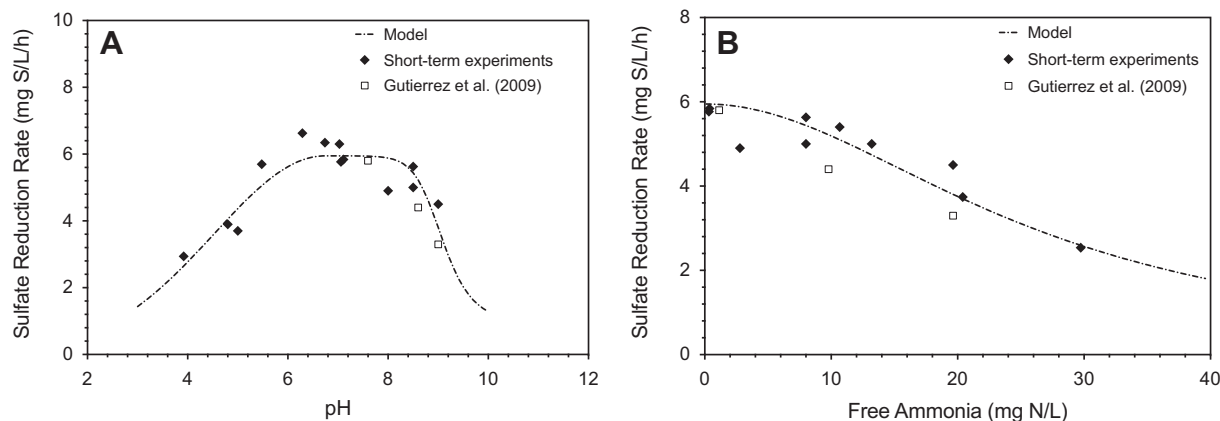 A
Model
Short-term experiments
Gutierrez et al. (2009)
Sulfate Reduction Rate (mg S/L/h)
10
8
6
4
2
0
2 4 6 8 10 12
pH
B
Model
Short-term experiments
Gutierrez et al. (2009)
Sulfate Reduction Rate (mg S/L/h)
8
6
4
2
0
0 10 20 30 40
Free Ammonia (mg N/L)